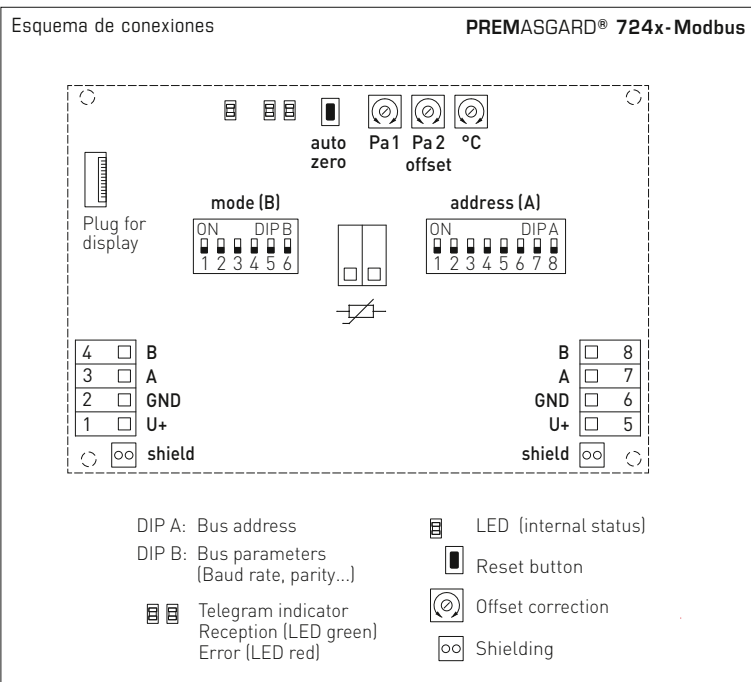 Esquema de conexiones
PREMASGARD® 724x-Modbus
auto
zero
Pa 1 Pa 2 °C
offset
Plug for
display
mode (B)
ON DIP B
1 2 3 4 5 6
address (A)
ON DIP A
1 2 3 4 5 6 7 8
4 B
3 A
2 GND
1 U+
shield
B 8
A 7
GND 6
U+ 5
shield
DIP A: Bus address
DIP B: Bus parameters
(Baud rate, parity...)
Telegram indicator
Reception (LED green)
Error (LED red)
LED (internal status)
Reset button
Offset correction
Shielding